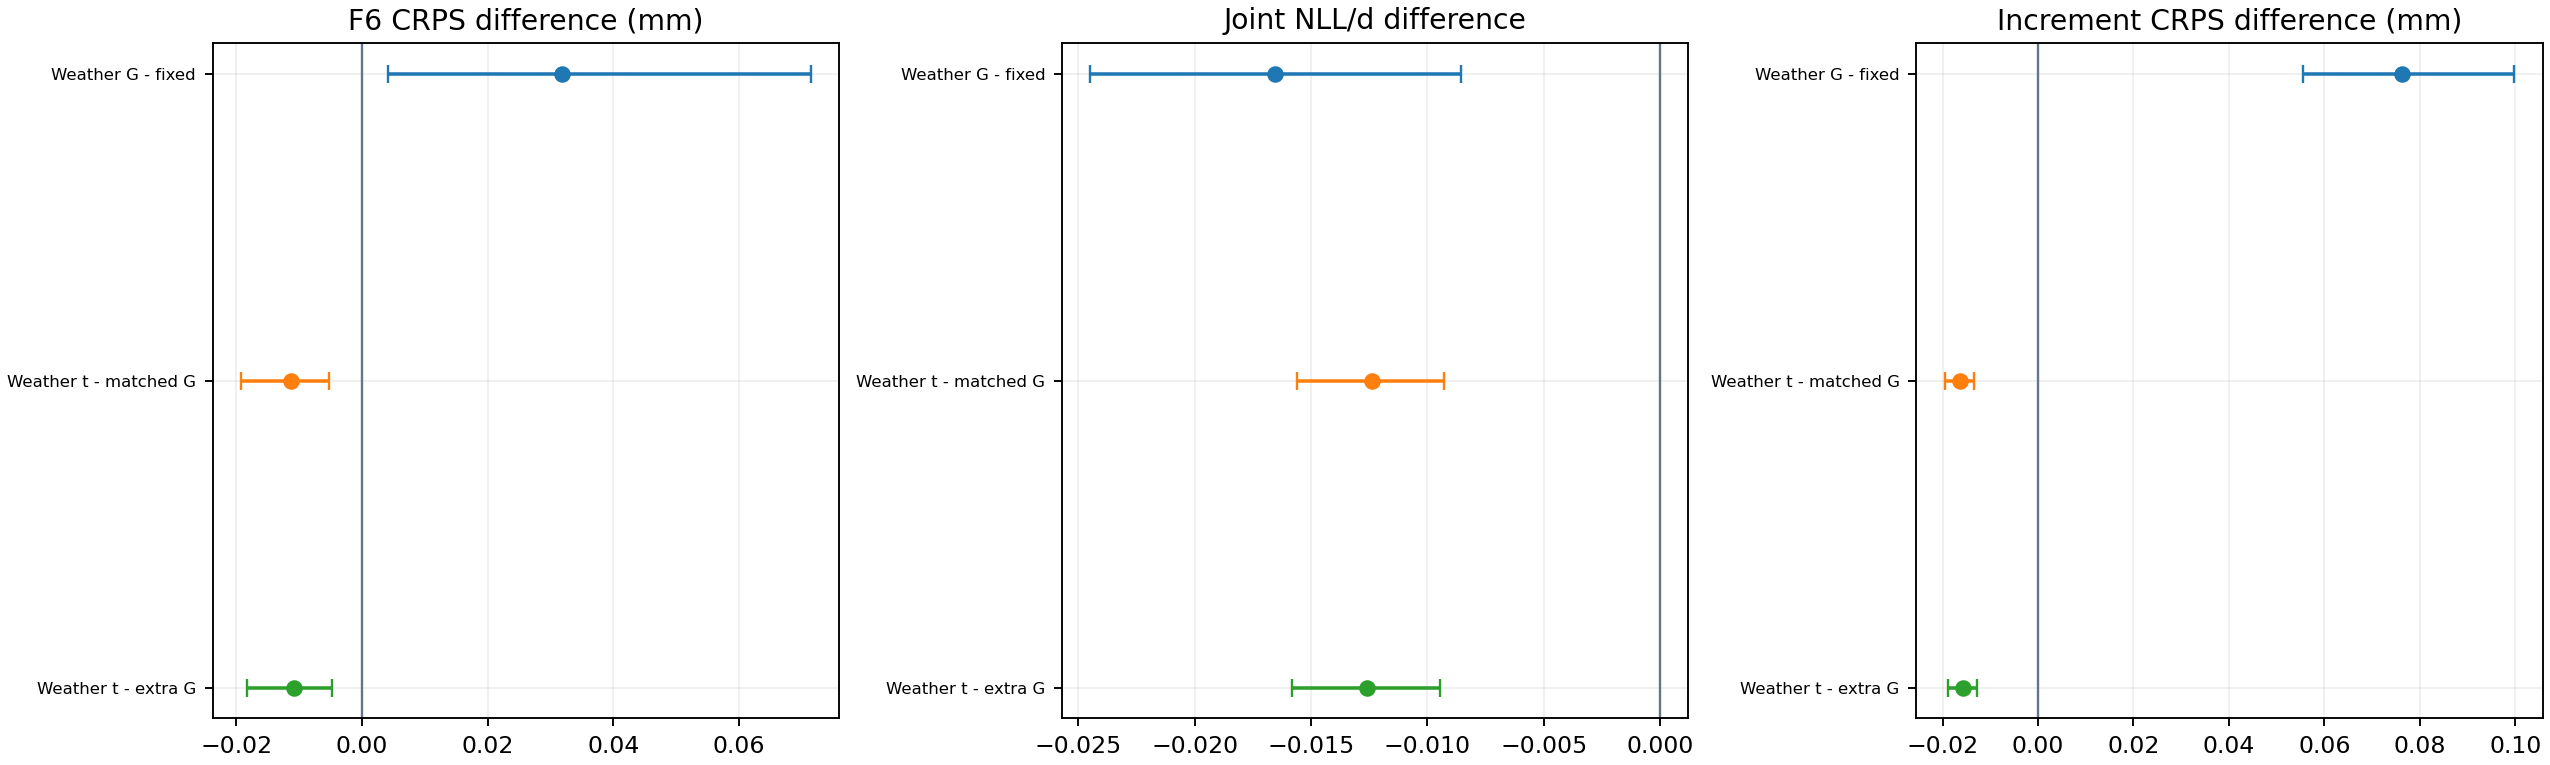 F6 CRPS difference (mm)
Weather G - fixed
Weather t - matched G
Weather t - extra G
−0.02 0.00 0.02 0.04 0.06
Joint NLL/d difference
Weather G - fixed
Weather t - matched G
Weather t - extra G
−0.025 −0.020 −0.015 −0.010 −0.005 0.000
Increment CRPS difference (mm)
Weather G - fixed
Weather t - matched G
Weather t - extra G
−0.02 0.00 0.02 0.04 0.06 0.08 0.10